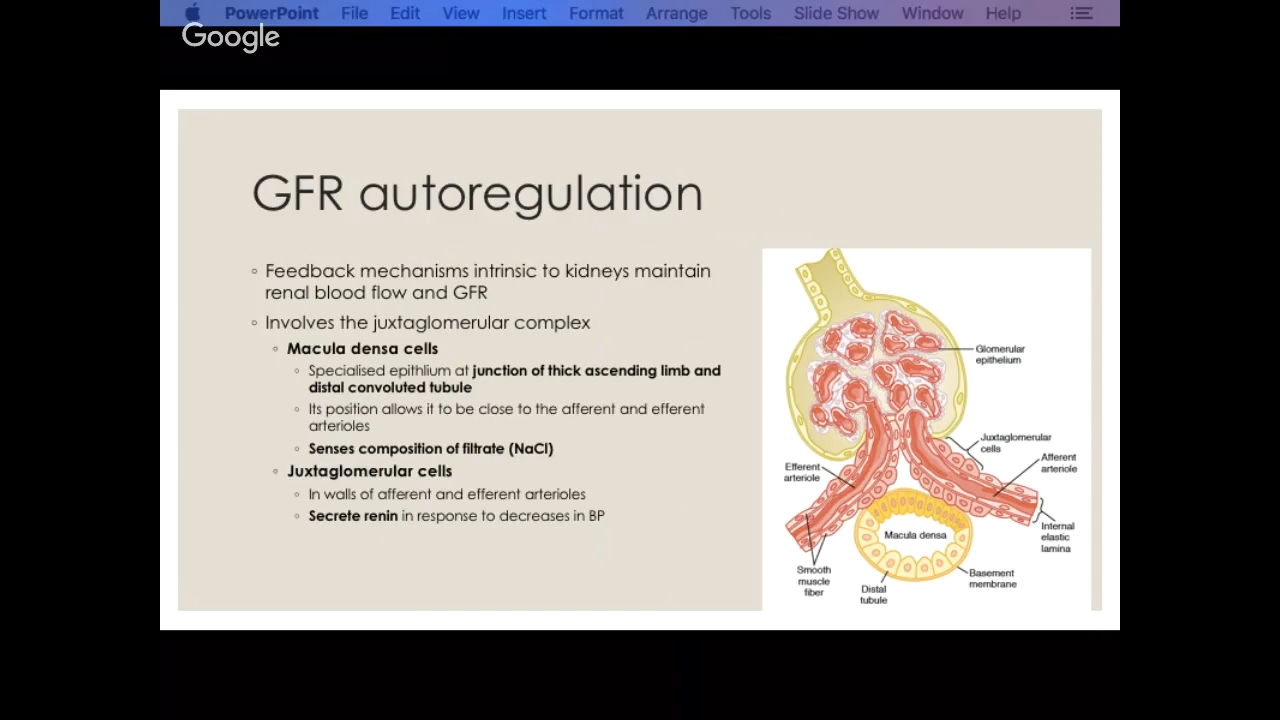 PowerPoint File Edit View Insert Format Arrange Tools Slide Show Window Help
Google
GFR autoregulation
◦ Feedback mechanisms intrinsic to kidneys maintain
renal blood flow and GFR
◦ Involves the juxtaglomerular complex
◦ Macula densa cells
◦ Specialised epithlium at junction of thick ascending limb and
distal convoluted tubule
◦ Its position allows it to be close to the afferent and efferent
arterioles
◦ Senses composition of filtrate (NaCl)
◦ Juxtaglomerular cells
◦ In walls of afferent and efferent arterioles
◦ Secrete renin in response to decreases in BP
Glomerular
epithelium
Juxtaglomerular
cells
Afferent
arteriole
Efferent
arteriole
Internal
elastic
lamina
Macula densa
Smooth
muscle
fiber
Distal
tubule
Basement
membrane